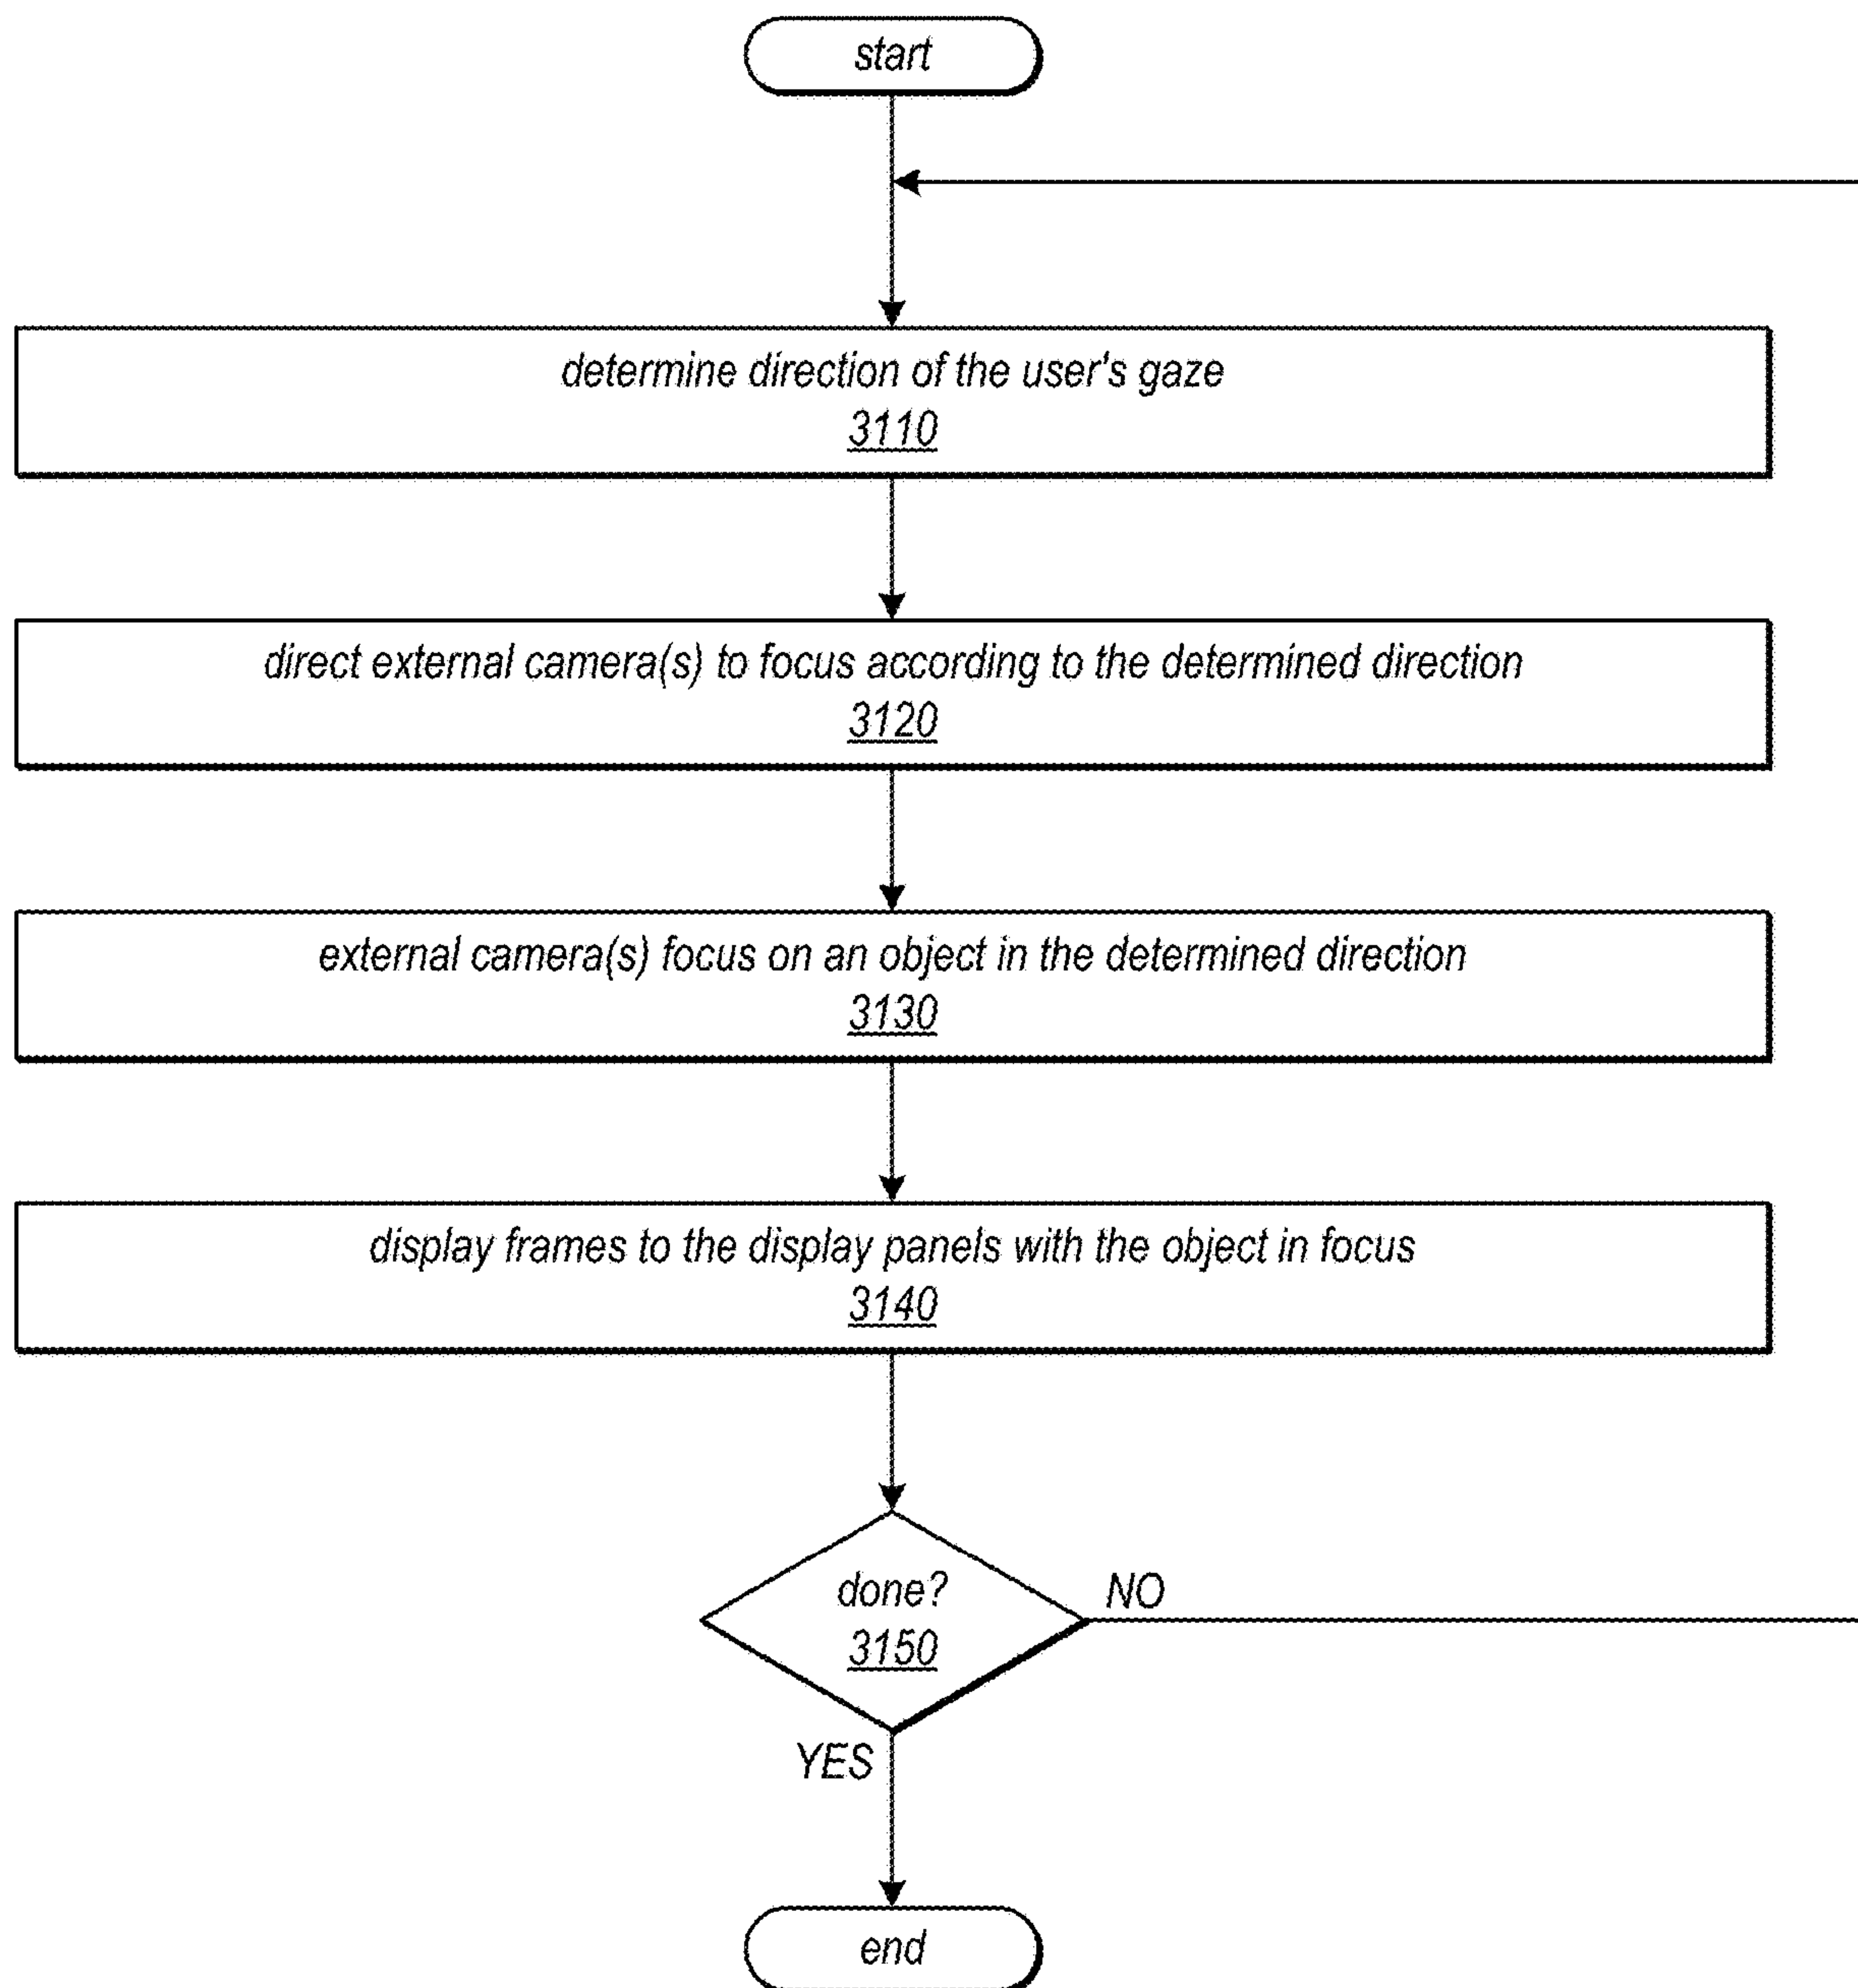 start
determine direction of the user's gaze
3110
direct external camera(s) to focus according to the determined direction
3120
external camera(s) focus on an object in the determined direction
3130
display frames to the display panels with the object in focus
3140
done?
3150
NO
YES
end